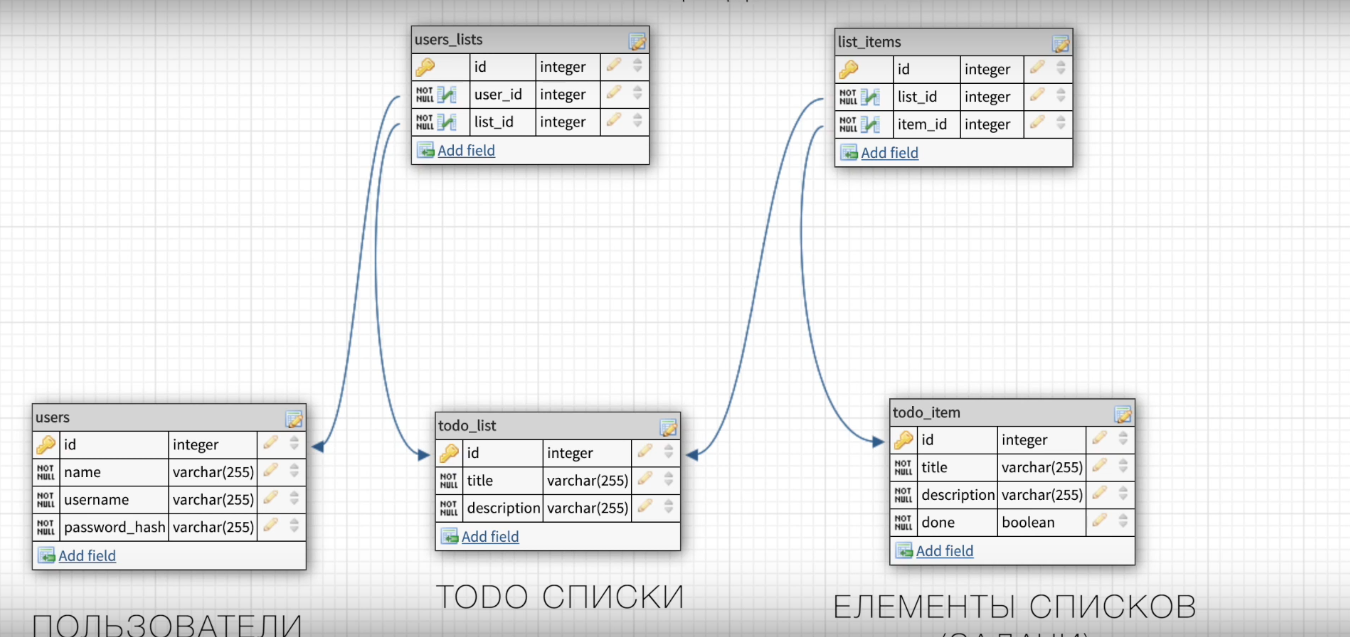 users_lists
id integer
NOT NULL user_id integer
NOT NULL list_id integer
Add field
list_items
id integer
NOT NULL list_id integer
NOT NULL item_id integer
Add field
users
id integer
NOT NULL name varchar(255)
NOT NULL username varchar(255)
NOT NULL password_hash varchar(255)
Add field
ПОЛЬЗОВАТЕЛИ
todo_list
id integer
NOT NULL title varchar(255)
NOT NULL description varchar(255)
Add field
TODO СПИСКИ
todo_item
id integer
NOT NULL title varchar(255)
NOT NULL description varchar(255)
NOT NULL done boolean
Add field
ЕЛЕМЕНТЫ СПИСКОВ